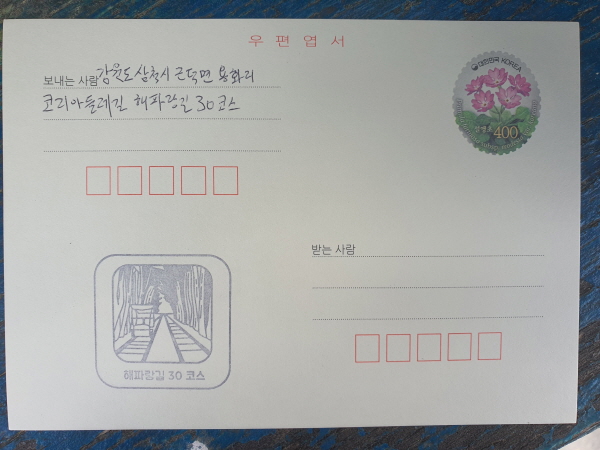 우편엽서
대한민국 KOREA
400
보내는 사람 강원도 삼척시 근덕면 용화리
코리아둘레길 해파랑길 30코스
받는 사람
해파랑길 30 코스